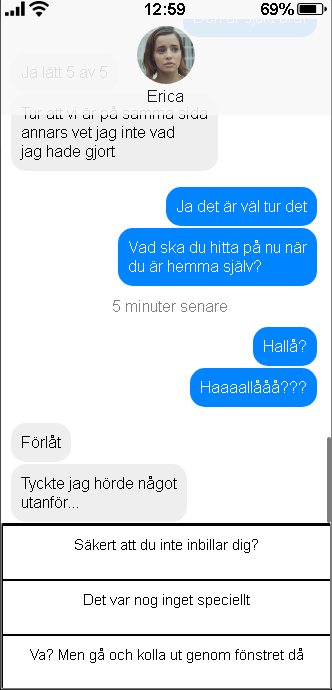 12:59
69%
Ja lätt 5 av 5
Erica
Tur att vi är på samma sida
annars vet jag inte vad
jag hade gjort
Ja det är väl tur det
Vad ska du hitta på nu när
du är hemma själv?
5 minuter senare
Hallå?
Haaaallååå???
Förlåt
Tyckte jag hörde något
utanför...
Säkert att du inte inbillar dig?
Det var nog inget speciellt
Va? Men gå och kolla ut genom fönstret då